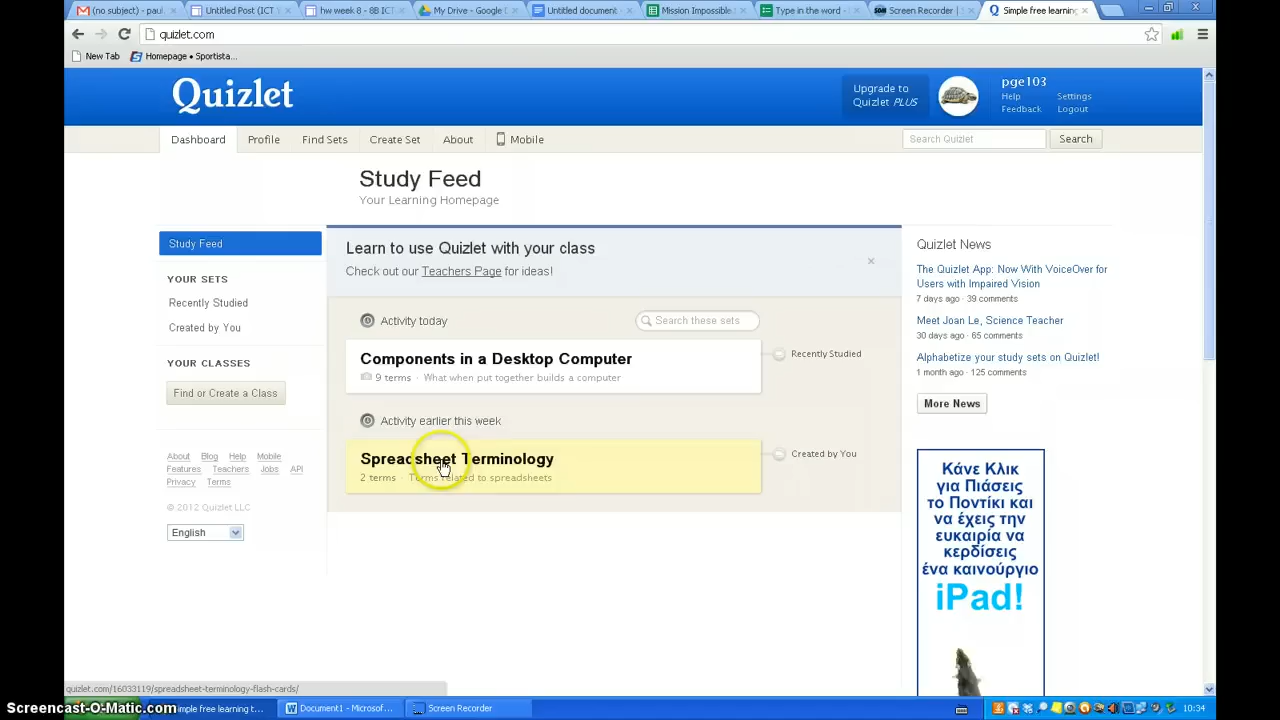 (no subject) - paul.
Untitled Post (ICT
hw week 8 - 8B ICT
My Drive - Google
Untitled document -
Mission Impossible
Type in the word -
Screen Recorder |
Simple free learning
quizlet.com
New Tab
Homepage • Sportista...
Quizlet
Upgrade to
Quizlet PLUS
pge103
Help
Settings
Feedback
Logout
Dashboard
Profile
Find Sets
Create Set
About
Mobile
Search Quizlet
Search
Study Feed
Your Learning Homepage
Study Feed
YOUR SETS
Recently Studied
Created by You
YOUR CLASSES
Find or Create a Class
About Blog Help Mobile
Features Teachers Jobs API
Privacy Terms
© 2012 Quizlet LLC
English
Learn to use Quizlet with your class
Check out our Teachers Page for ideas!
Activity today
Search these sets
Components in a Desktop Computer
9 terms · What when put together builds a computer
Recently Studied
Activity earlier this week
Spreadsheet Terminology
2 terms · Terms related to spreadsheets
Created by You
Quizlet News
The Quizlet App: Now With VoiceOver for
Users with Impaired Vision
7 days ago · 39 comments
Meet Joan Le, Science Teacher
30 days ago · 65 comments
Alphabetize your study sets on Quizlet!
1 month ago · 125 comments
More News
Κάνε Κλικ
για Πιάσεις
το Ποντίκι και
να έχεις την
ευκαιρία να
κερδίσεις
ένα καινούργιο
iPad!
quizlet.com/16033119/spreadsheet-terminology-flash-cards/
Screencast-O-Matic.com
Simple free learning t...
Document1 - Microsof...
Screen Recorder
10:34